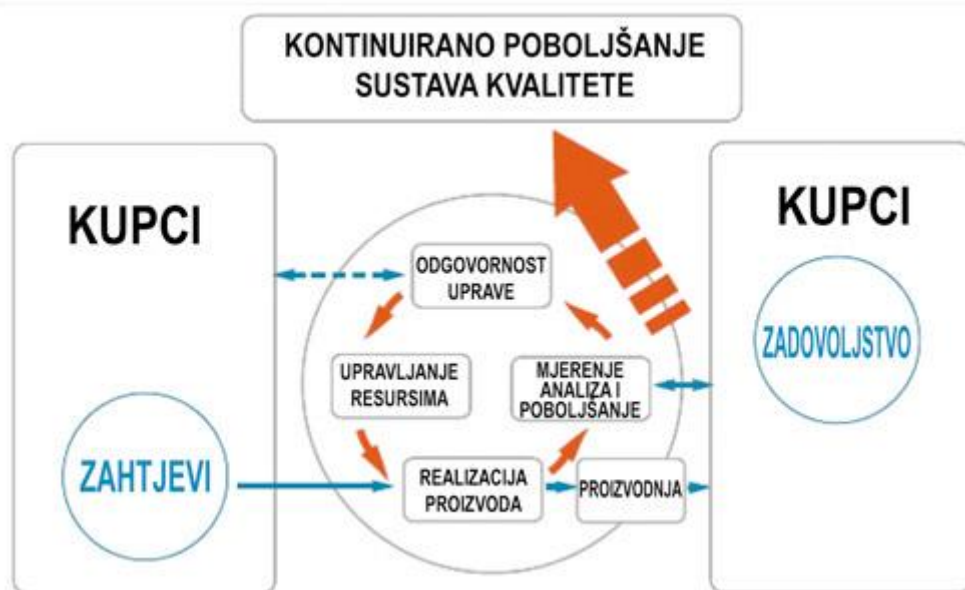 KONTINUIRANO POBOLJŠANJE
SUSTAVA KVALITETE
KUPCI
ZAHTJEVI
ODGOVORNOST
UPRAVE
UPRAVLJANJE
RESURSIMA
MJERENJE
ANALIZA I
POBOLJŠANJE
REALIZACIJA
PROIZVODA
PROIZVODNJA
KUPCI
ZADOVOLJSTVO